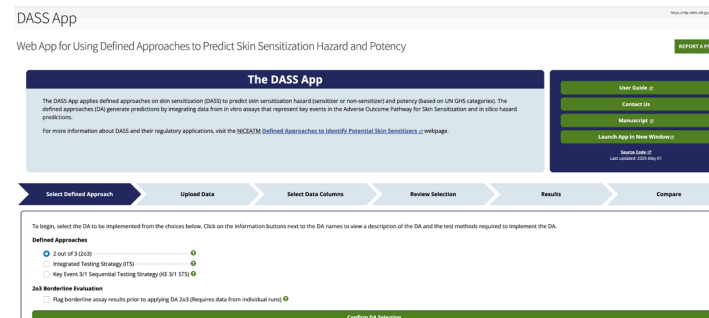 DASS App
Web App for Using Defined Approaches to Predict Skin Sensitization Hazard and Potency
REPORT A
The DASS App
The DASS App applies defined approaches on skin sensitization (DASS) to predict skin sensitization hazard (sensitizer or non-sensitizer) and potency (based on UN GHS categories). The
defined approaches (DA) generate predictions by integrating data from in vitro assays that represent key events in the Adverse Outcome Pathway for Skin Sensitization and in silico hazard
predictions.
For more information about DASS and their regulatory applications, visit the NICEATM Defined Approaches to Identify Potential Skin Sensitizers webpage.
User Guide
Contact Us
Manuscript
Launch App in New Window
Source Code
Last updated: 2025-May-01
Select Defined Approach
Upload Data
Select Data Columns
Review Selection
Results
Compare
To begin, select the DA to be implemented from the choices below. Click on the information buttons next to the DA names to view a description of the DA and the test methods required to implement the DA.
Defined Approaches
2 out of 3 (2o3)
Integrated Testing Strategy (ITS)
Key Event 3/1 Sequential Testing Strategy (KE 3/1 STS)
2o3 Borderline Evaluation
Flag borderline assay results prior to applying DA 2o3 (Requires data from individual runs)
Confirm DA Selection